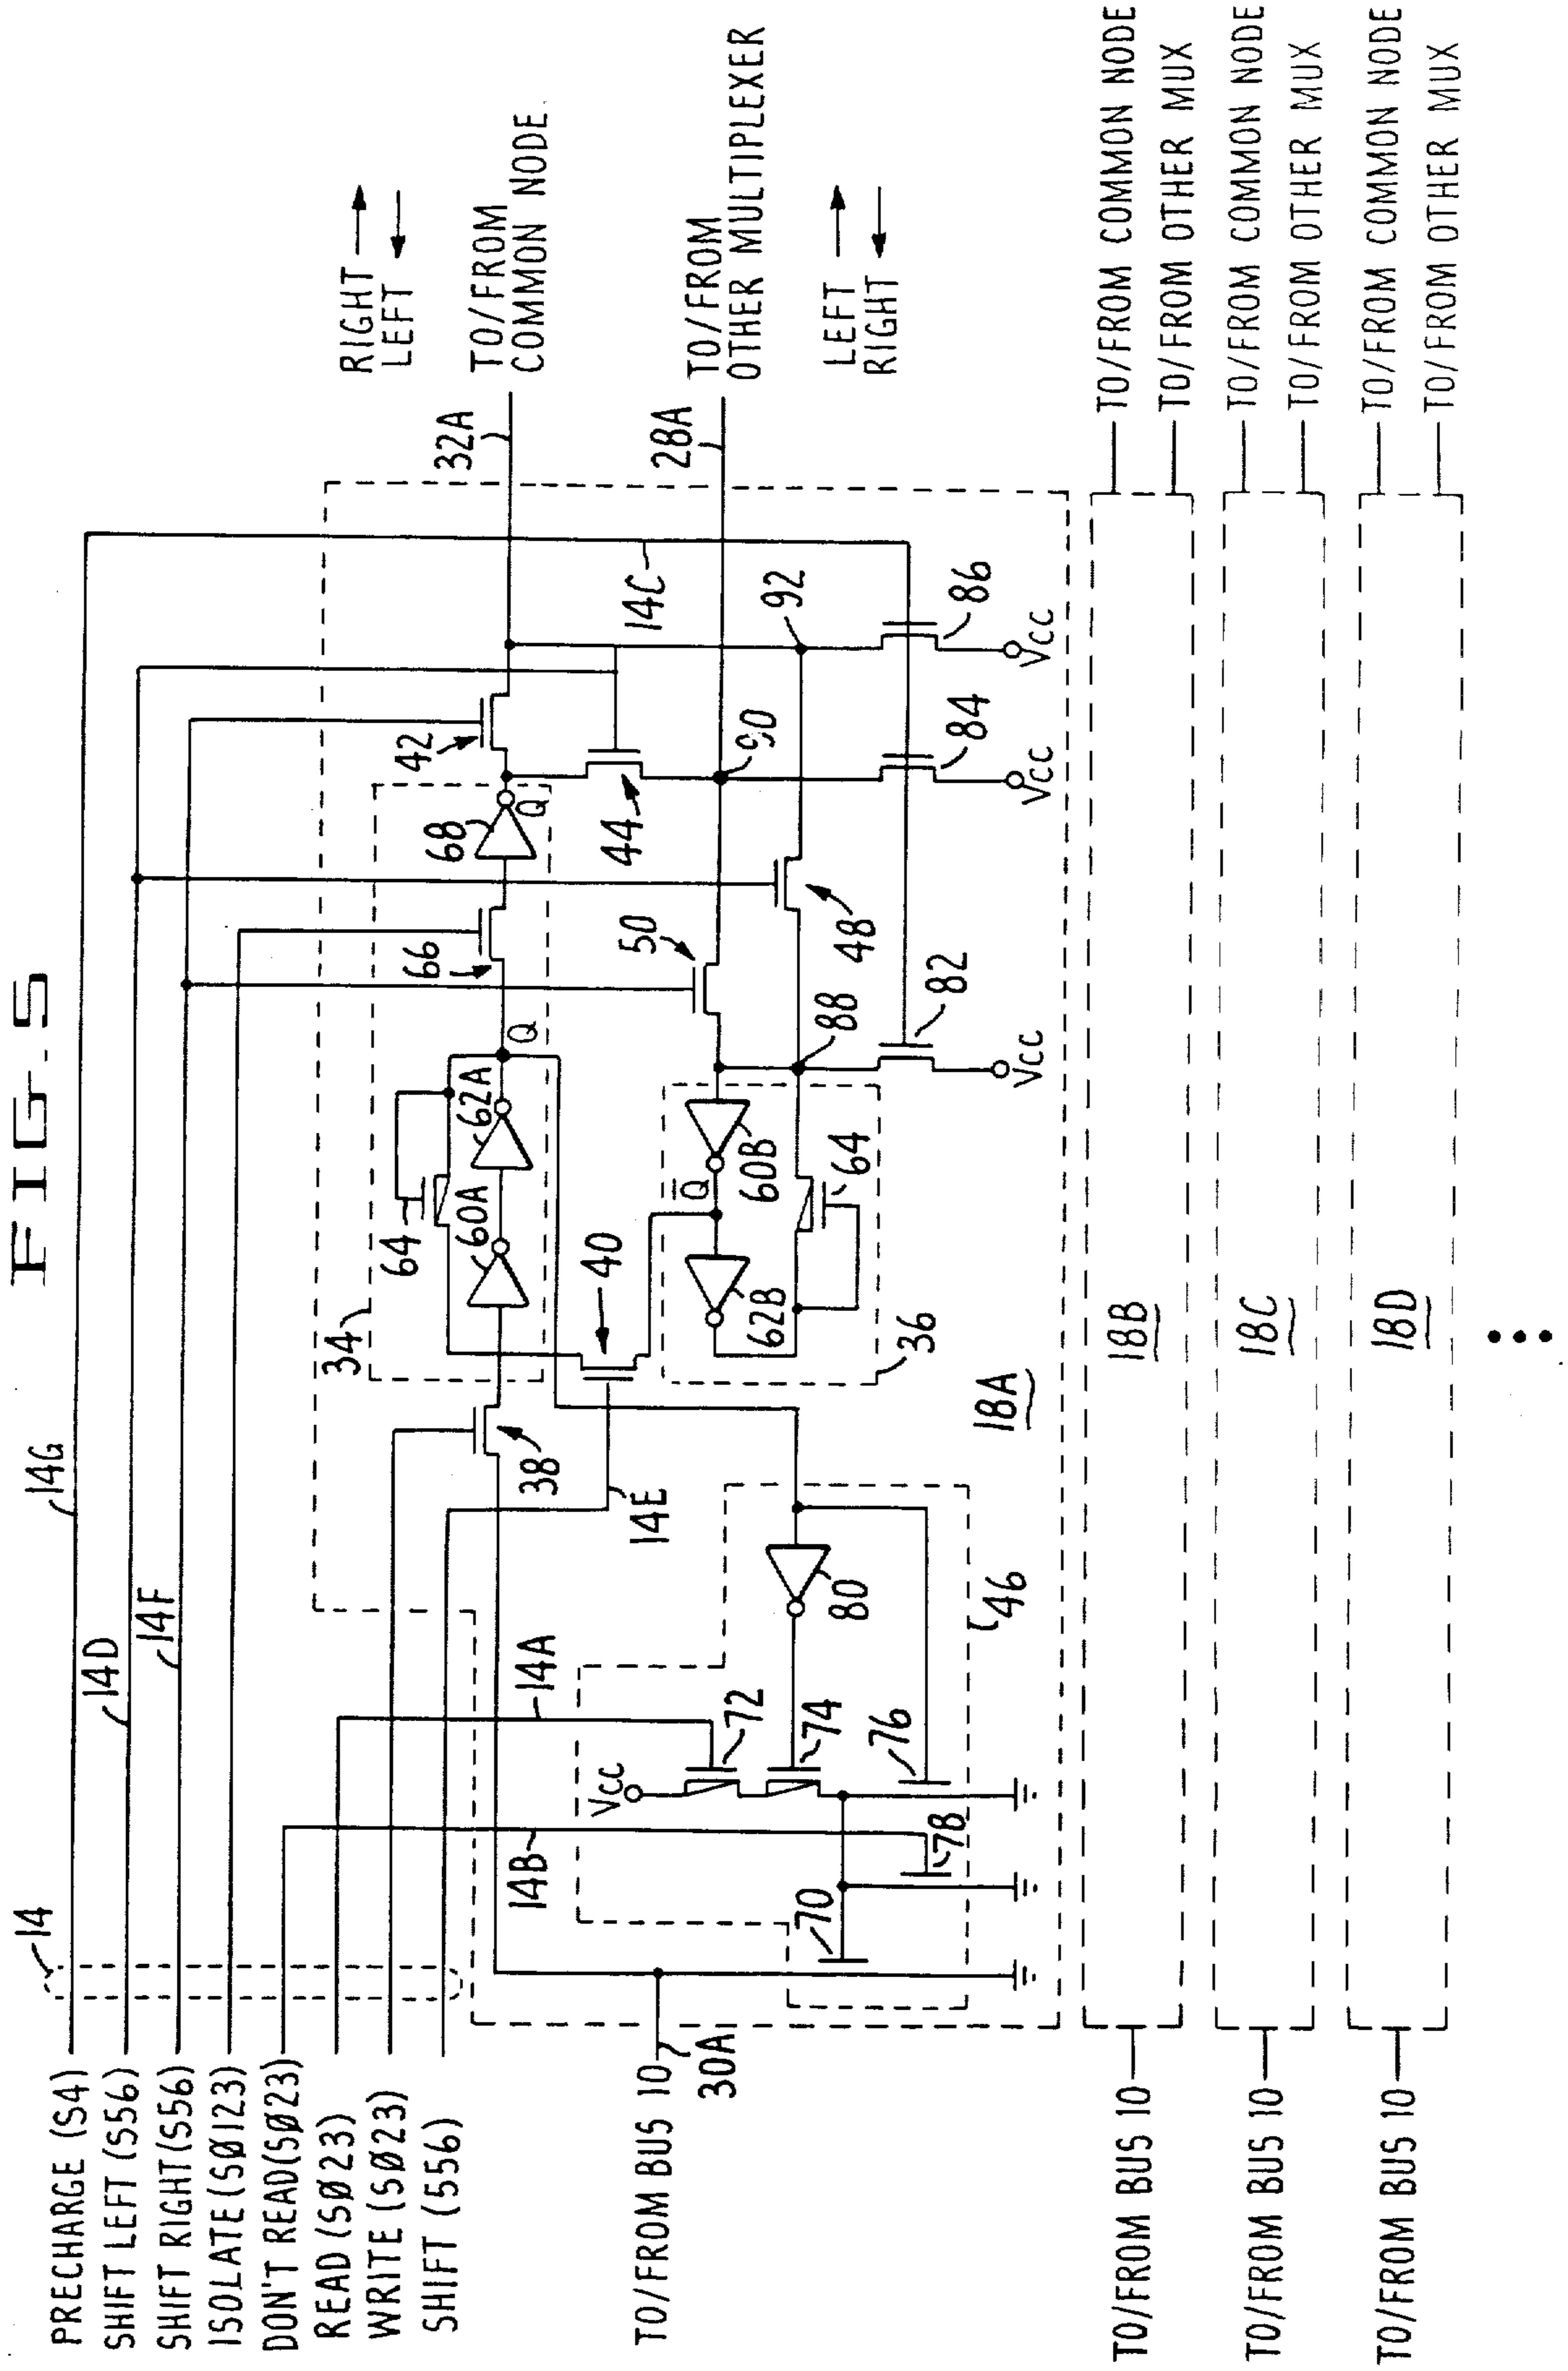 FIG. 5
14
14G
14D
14F
PRECHARGE (S4)
SHIFT LEFT (S56)
SHIFT RIGHT (S56)
ISOLATE (SØ123)
DON'T READ (SØ23)
READ (SØ23)
WRITE (SØ23)
SHIFT (S56)
RIGHT
LEFT
34
64
60A
62A
Q
66
68
Q
42
32A
TO/FROM
COMMON NODE
38
40
14E
14A
14B
50
44
14C
90
28A
TO/FROM
OTHER MULTIPLEXER
TO/FROM BUS 10
30A
VCC
72
74
76
78
70
80
46
62B
Q
60B
64
36
88
48
82
92
84
86
VCC
VCC
VCC
LEFT
RIGHT
18A
TO/FROM BUS 10
18B
TO/FROM COMMON NODE
TO/FROM OTHER MUX
TO/FROM BUS 10
18C
TO/FROM COMMON NODE
TO/FROM OTHER MUX
TO/FROM BUS 10
18D
TO/FROM COMMON NODE
TO/FROM OTHER MUX